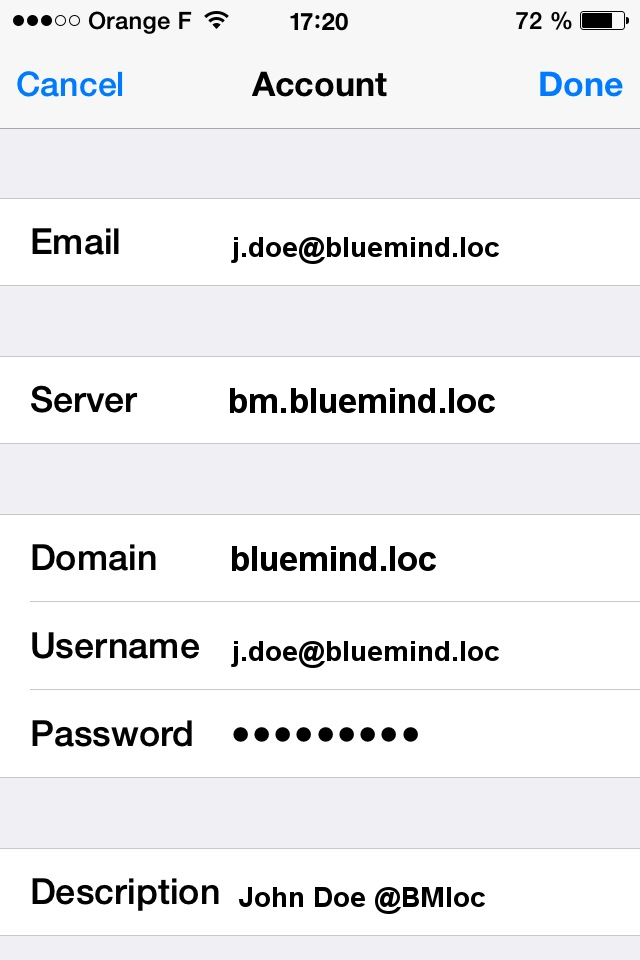 Orange F 17:20 72 %
Cancel Account Done
Email j.doe@bluemind.loc
Server bm.bluemind.loc
Domain bluemind.loc
Username j.doe@bluemind.loc
Password •••••••••
Description John Doe @BMloc